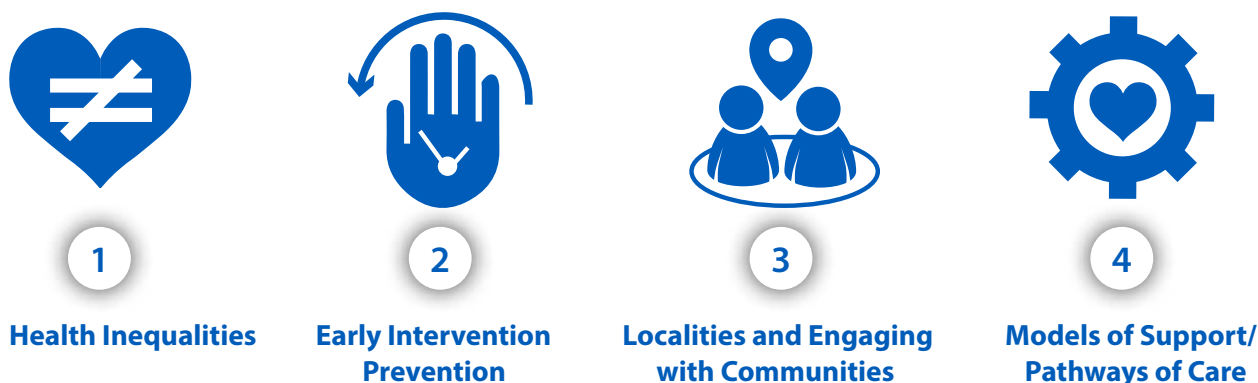 1
Health Inequalities
2
Early Intervention
Prevention
3
Localities and Engaging
with Communities
4
Models of Support/
Pathways of Care